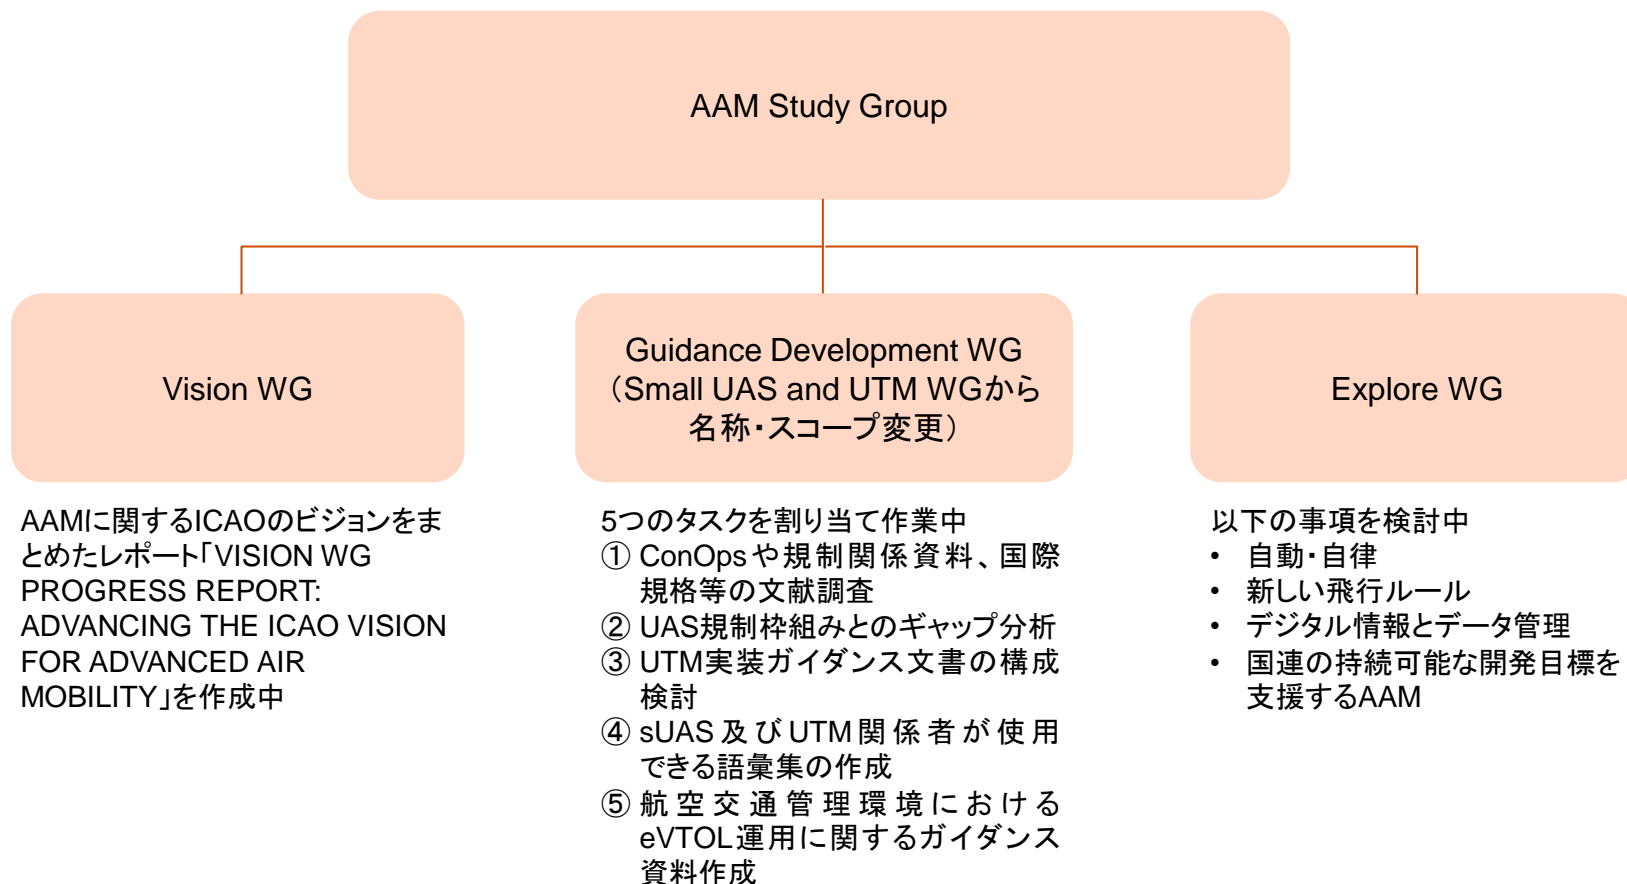 AAM Study Group
Vision WG
Guidance Development WG
（Small UAS and UTM WGから
名称・スコープ変更）
Explore WG
AAMに関するICAOのビジョンをま
とめたレポート「VISION WG
PROGRESS REPORT:
ADVANCING THE ICAO VISION
FOR ADVANCED AIR
MOBILITY」を作成中
5つのタスクを割り当て作業中
① ConOpsや規制関係資料、国際
規格等の文献調査
② UAS規制枠組みとのギャップ分析
③ UTM実装ガイダンス文書の構成
検討
④ sUAS及びUTM関係者が使用
できる語彙集の作成
⑤ 航空交通管理環境における
eVTOL運用に関するガイダンス
資料作成
以下の事項を検討中
• 自動・自律
• 新しい飛行ルール
• デジタル情報とデータ管理
• 国連の持続可能な開発目標を
支援するAAM